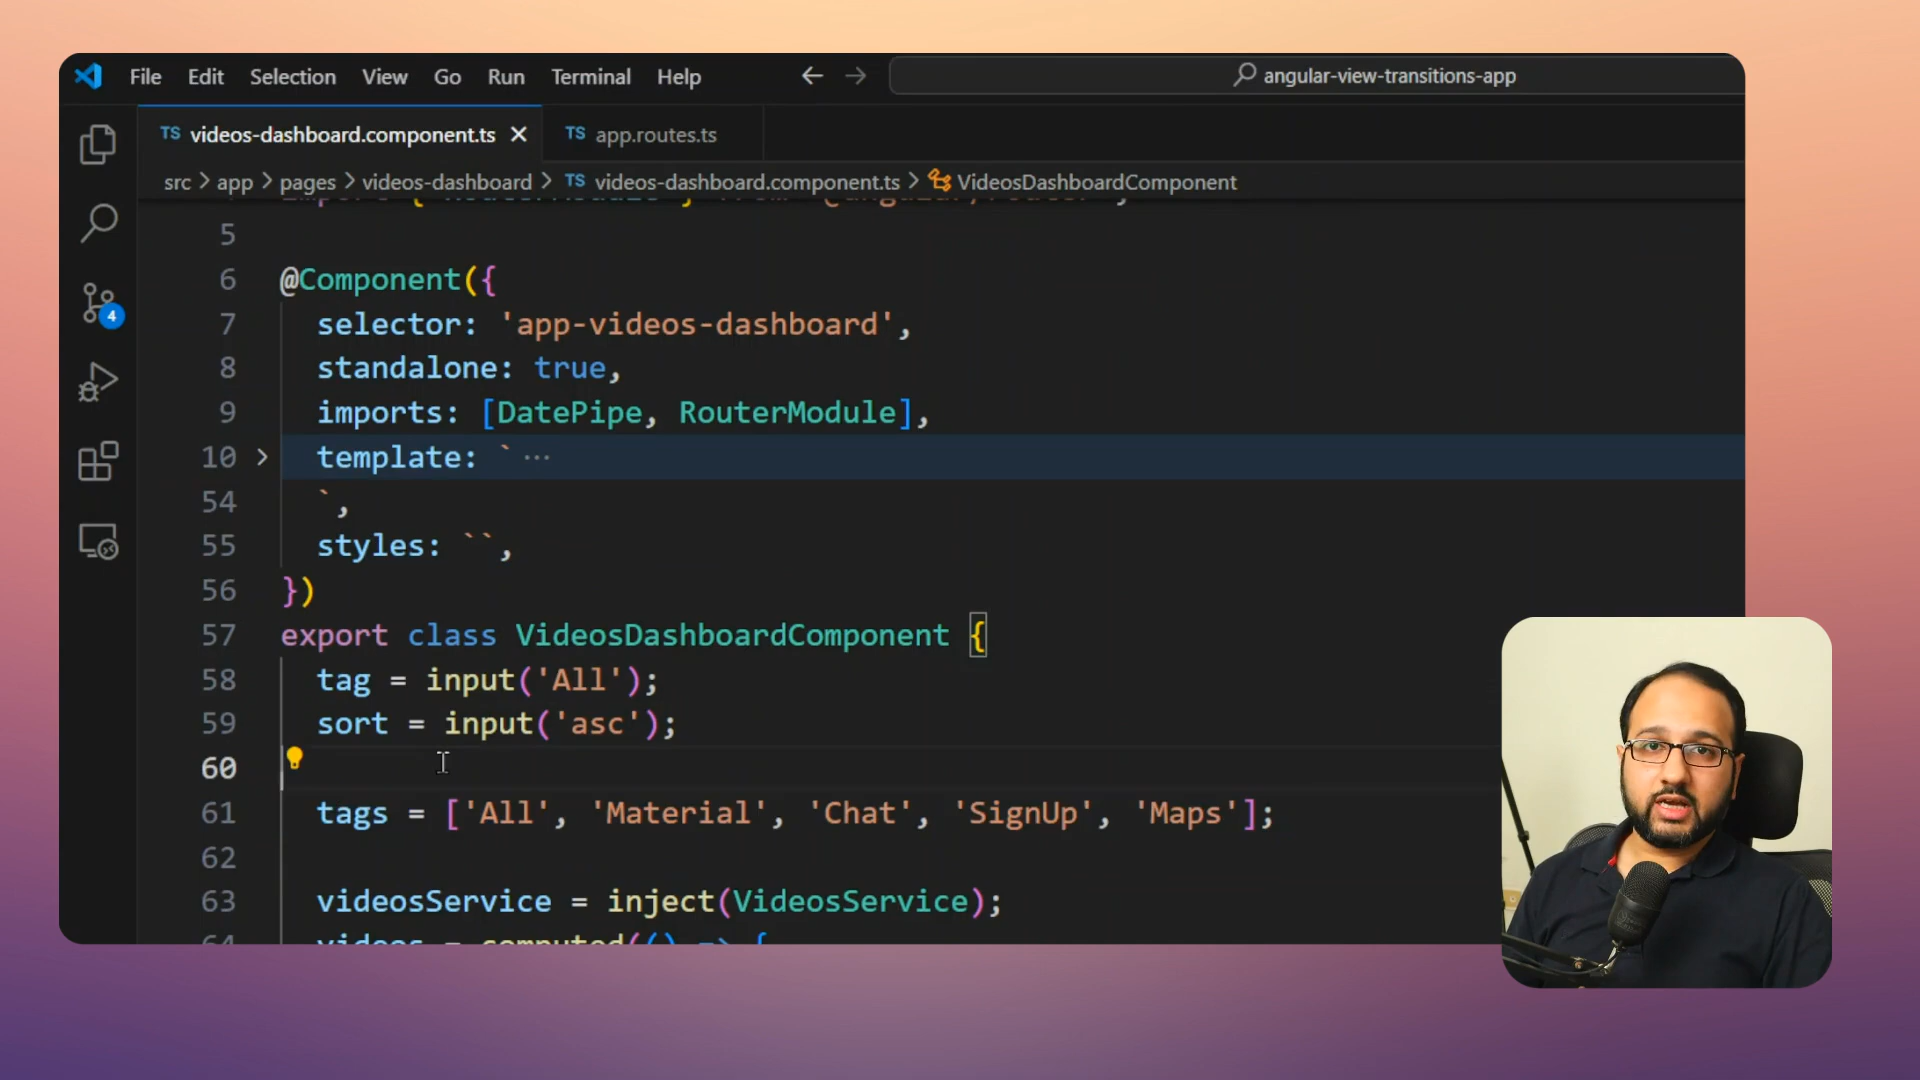 File Edit Selection View Go Run Terminal Help
angular-view-transitions-app
TS videos-dashboard.component.ts
TS app.routes.ts
src > app > pages > videos-dashboard > TS videos-dashboard.component.ts > VideosDashboardComponent
5
6 @Component({
7 selector: 'app-videos-dashboard',
8 standalone: true,
9 imports: [DatePipe, RouterModule],
10 template: ` ···
54 `,
55 styles: ``,
56 })
57 export class VideosDashboardComponent {
58 tag = input('All');
59 sort = input('asc');
60
61 tags = ['All', 'Material', 'Chat', 'SignUp', 'Maps'];
62
63 videosService = inject(VideosService);
64 videos = computed(() => {
4